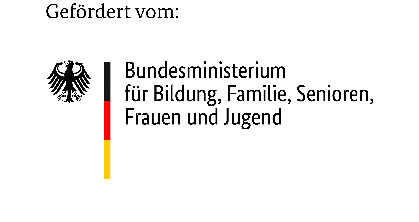 Gefördert vom:
Bundesministerium
für Bildung, Familie, Senioren,
Frauen und Jugend